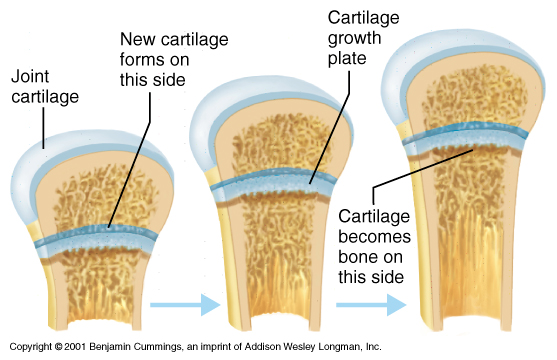 Joint
cartilage
New cartilage
forms on
this side
Cartilage
growth
plate
Cartilage
becomes
bone on
this side
Copyright © 2001 Benjamin Cummings, an imprint of Addison Wesley Longman, Inc.